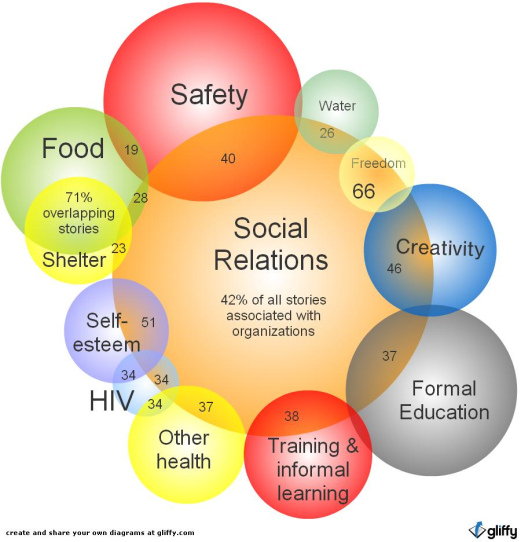 Safety
Water
26
Food
19
40
Freedom
66
28
71%
overlapping
stories
Social
Relations
Creativity
23
Shelter
46
42% of all stories
associated with
organizations
Self-
esteem
51
37
34
34
HIV
34
37
38
Formal
Education
Other
health
Training &
informal
learning
create and share your own diagrams at gliffy.com
gliffy